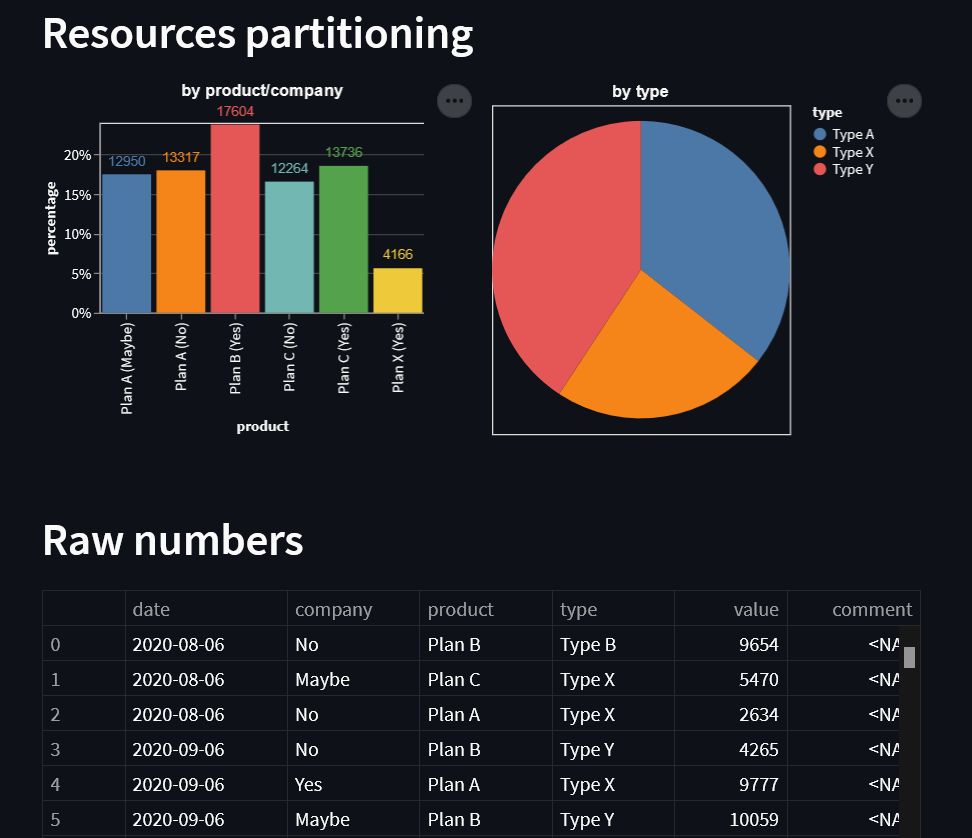 Resources partitioning
by product/company
17604
20%
12950
13317
12264
13736
4166
15%
10%
5%
0%
percentage
Plan A (Maybe)
Plan A (No)
Plan B (Yes)
Plan C (No)
Plan C (Yes)
Plan X (Yes)
product
by type
type
Type A
Type X
Type Y
Raw numbers
date company product type value comment
0 2020-08-06 No Plan B Type B 9654 <NA
1 2020-08-06 Maybe Plan C Type X 5470 <NA
2 2020-08-06 No Plan A Type X 2634 <NA
3 2020-09-06 No Plan B Type Y 4265 <NA
4 2020-09-06 Yes Plan A Type X 9777 <NA
5 2020-09-06 Maybe Plan B Type Y 10059 <NA